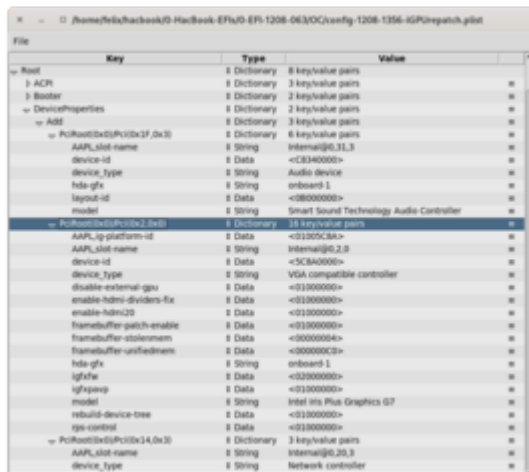 /home/felix/hacbook/0-HacBook-EFIs/0-EFI-1208-063/OC/config-1208-1356-iGPUrepatch.plist
File
Key Type Value
Root Dictionary 8 key/value pairs
ACPI Dictionary 3 key/value pairs
Booter Dictionary 2 key/value pairs
DeviceProperties Dictionary 2 key/value pairs
Add Dictionary 3 key/value pairs
PciRoot(0x0)/Pci(0x1F,0x3) Dictionary 6 key/value pairs
AAPL,slot-name String Internal@0,31,3
device-id Data <C8340000>
device_type String Audio device
hda-gfx String onboard-1
layout-id Data <0B000000>
model String Smart Sound Technology Audio Controller
PciRoot(0x0)/Pci(0x2,0x0) Dictionary 16 key/value pairs
AAPL,ig-platform-id Data <01005C8A>
AAPL,slot-name String Internal@0,2,0
device-id Data <5C8A0000>
device_type String VGA compatible controller
disable-external-gpu Data <01000000>
enable-hdmi-dividers-fix Data <01000000>
enable-hdmi20 Data <01000000>
framebuffer-patch-enable Data <01000000>
framebuffer-stolenmem Data <00000004>
framebuffer-unifiedmem Data <000000C0>
hda-gfx String onboard-1
igfxfw Data <02000000>
igfxpavp Data <01000000>
model String Intel Iris Plus Graphics G7
rebuild-device-tree Data <01000000>
rps-control Data <01000000>
PciRoot(0x0)/Pci(0x14,0x3) Dictionary 3 key/value pairs
AAPL,slot-name String Internal@0,20,3
device_type String Network controller